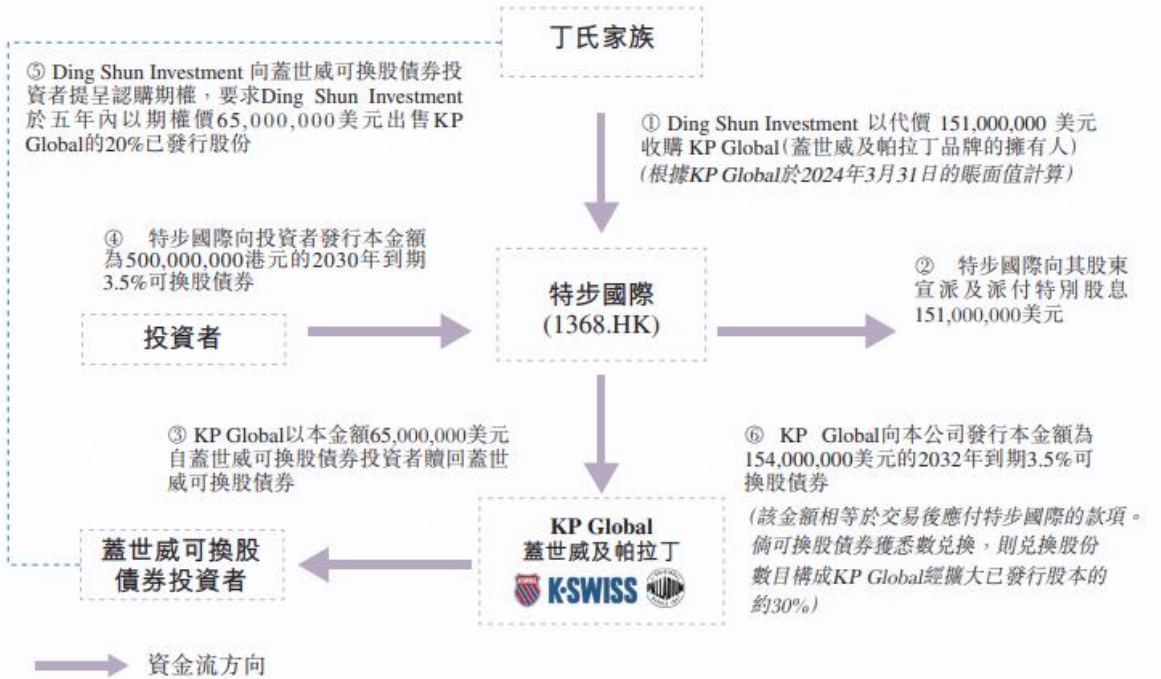 丁氏家族
⑤ Ding Shun Investment 向蓋世威可換股債券投
資者提呈認購期權，要求Ding Shun Investment
於五年內以期權價65,000,000美元出售KP
Global的20%已發行股份
① Ding Shun Investment 以代價 151,000,000 美元
收購 KP Global(蓋世威及帕拉丁品牌的擁有人)
(根據KP Global於2024年3月31日的賬面值計算)
④ 特步國際向投資者發行本金額
為500,000,000港元的2030年到期
3.5%可換股債券
投資者
特步國際
(1368.HK)
② 特步國際向其股東
宣派及派付特別股息
151,000,000美元
③ KP Global以本金額65,000,000美元
自蓋世威可換股債券投資者贖回蓋世
威可換股債券
⑥ KP Global向本公司發行本金額為
154,000,000美元的2032年到期3.5%可
換股債券
(該金額相等於交易後應付特步國際的款項。
倘可換股債券獲悉數兌換，則兌換股份
數目構成KP Global經擴大已發行股本的
約30%)
蓋世威可換股
債券投資者
KP Global
蓋世威及帕拉丁
K·SWISS
資金流方向